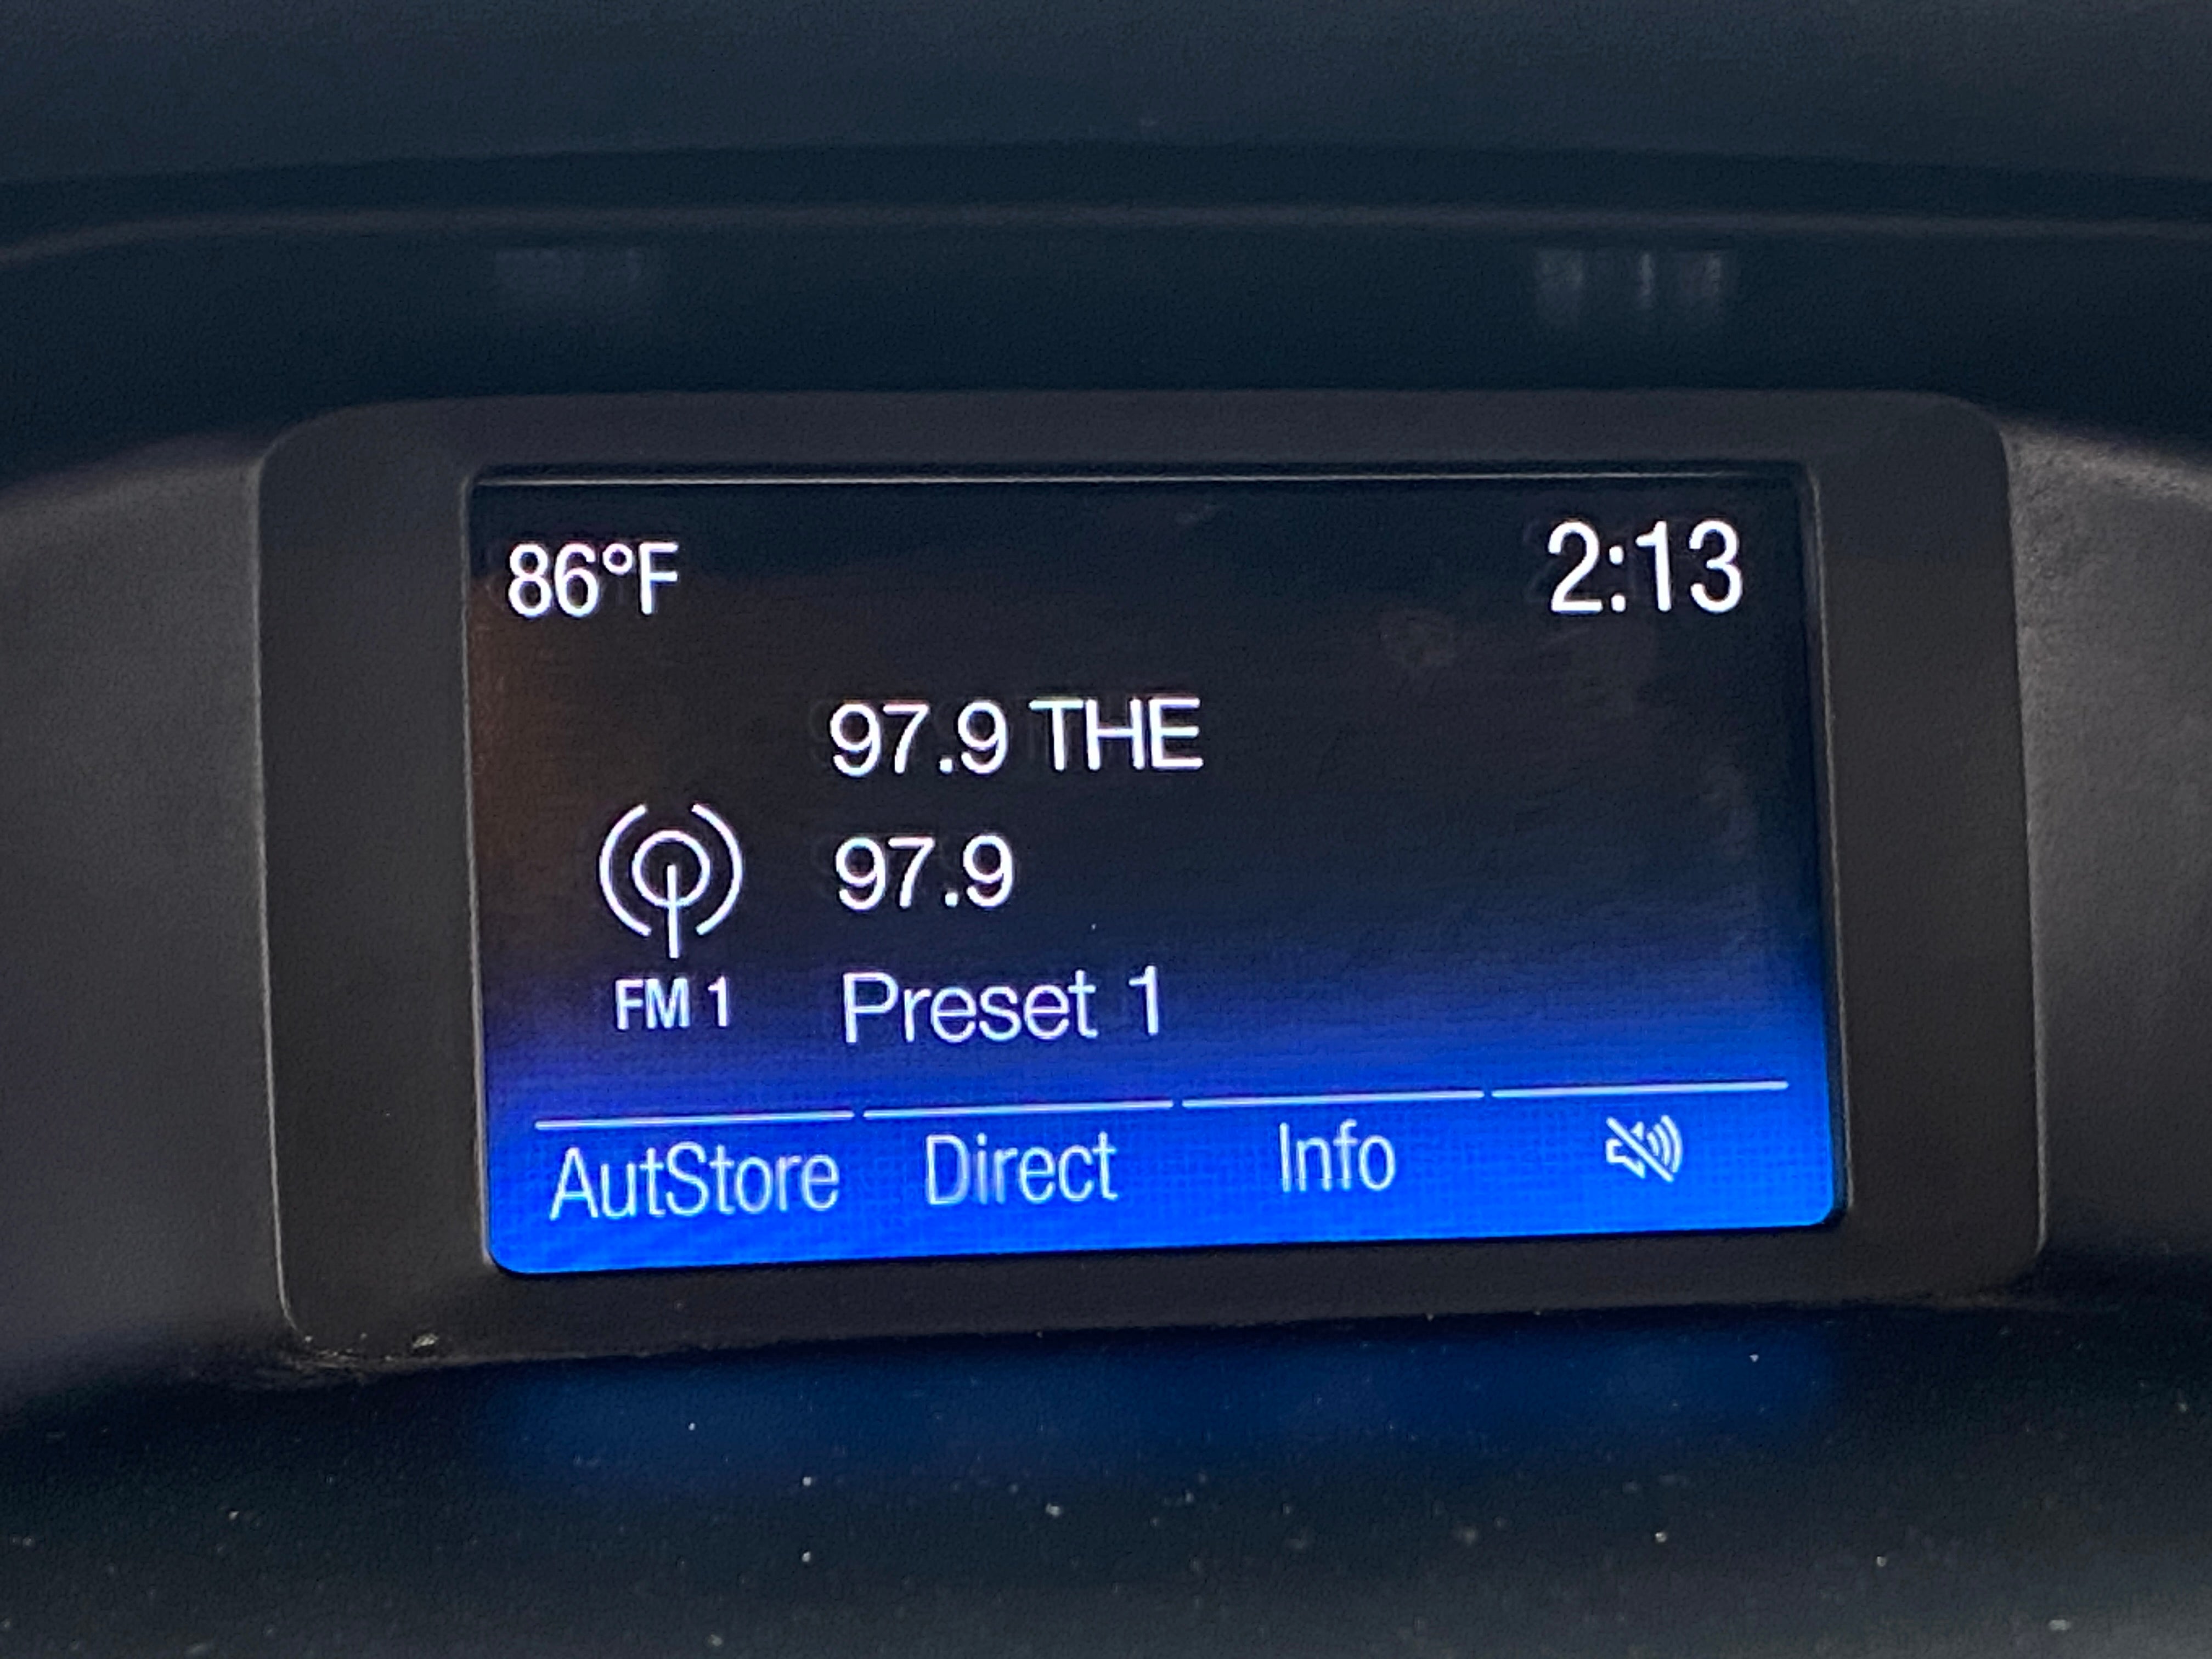 86°F 2:13
97.9 THE
97.9
FM 1 Preset 1
AutStore Direct Info